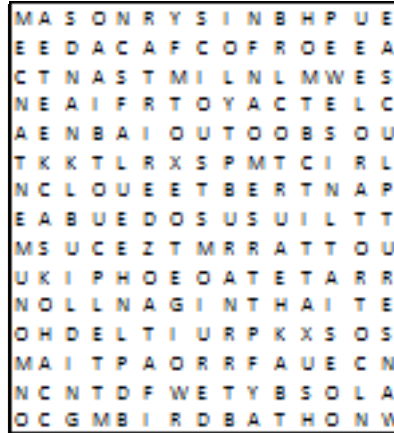 M A S O N R Y S I N B H P U E
E E D A C A F C O F R O E E A
C T N A S T M I L N L M W E S
N E A I F R T O Y A C T E L C
A E N B A I O U T O O B S O U
T K K T L R X S P M T C I R L
N C L O U E E T B E R T N A P
E A B U E D O S U S U I L T T
M S U C E Z T M R R A T T O U
U K I P H O E O A T E T A R R
N O L L N A G I N T H A I T E
O H D E L T I U R P K X S O S
M A I T P A O R R F A U E C N
N C N T D F W E T Y B S O L A
O C G M B I R D B A T H O N W